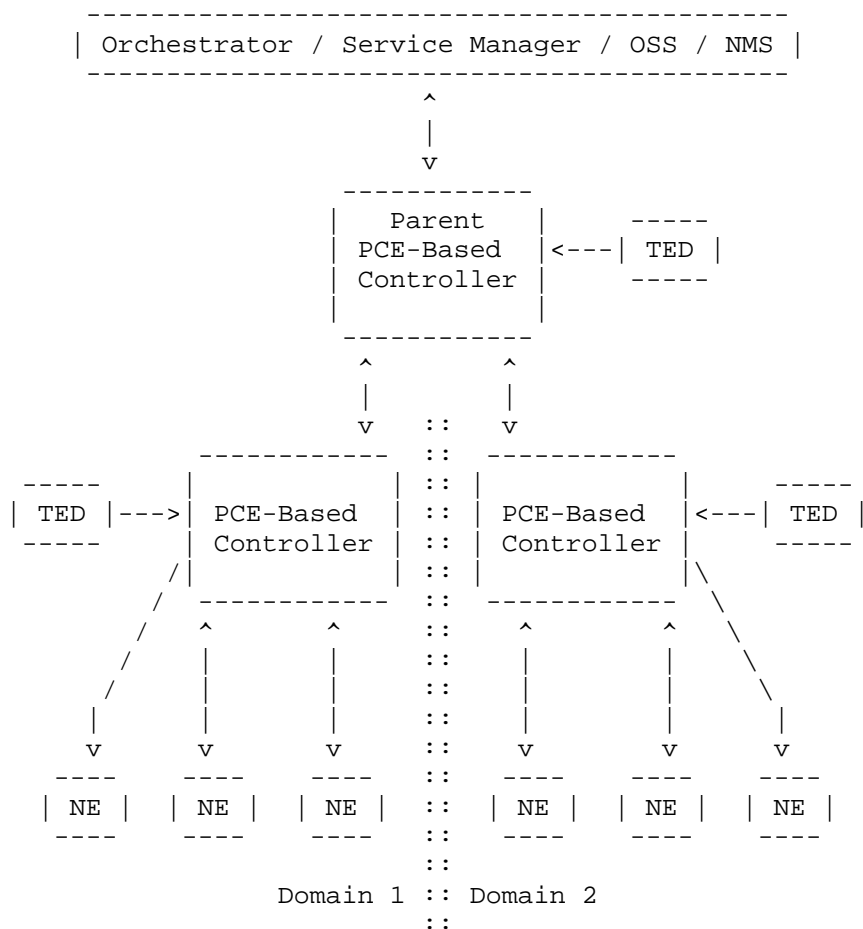 Orchestrator / Service Manager / OSS / NMS
Parent
PCE-Based
TED
Controller
TED
PCE-Based
Controller
PCE-Based
Controller
TED
NE NE NE NE NE NE
Domain 1 :: Domain 2